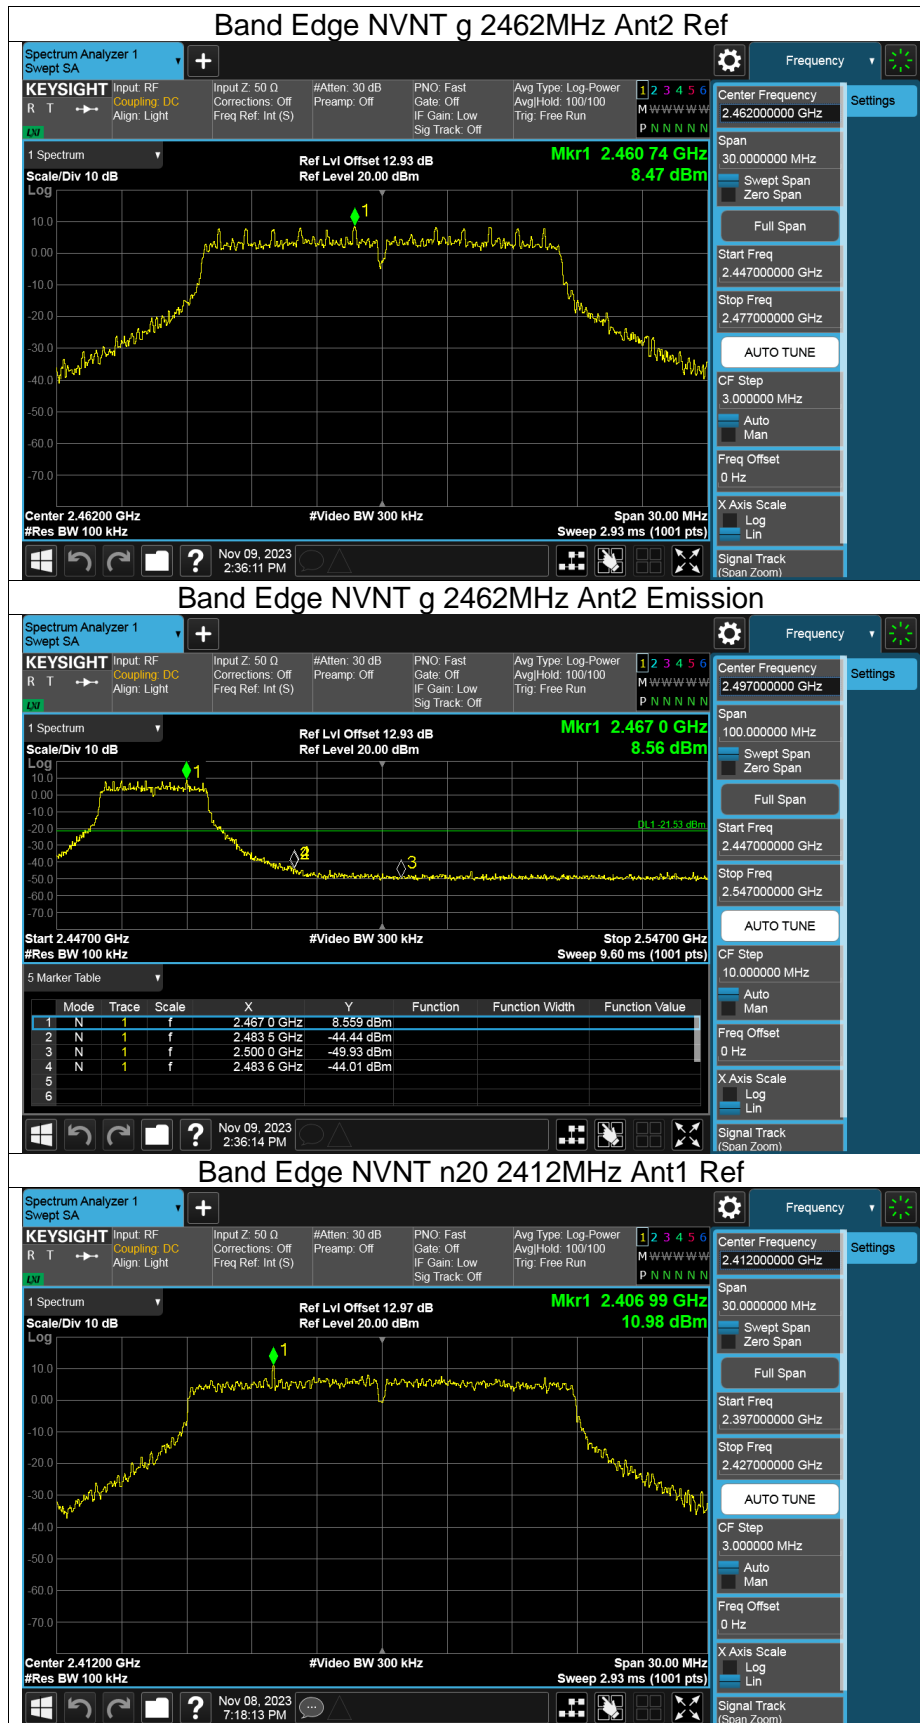 Band Edge NVNT g 2462MHz Ant2 Ref
Spectrum Analyzer 1
Swept SA
+
Frequency
KEYSIGHT
R T
LXI
Input: RF
Coupling: DC
Align: Light
Input Z: 50 Ω
Corrections: Off
Freq Ref: Int (S)
#Atten: 30 dB
Preamp: Off
PNO: Fast
Gate: Off
IF Gain: Low
Sig Track: Off
Avg Type: Log-Power
Avg|Hold: 100/100
Trig: Free Run
1 2 3 4 5 6
M W W W W W
P N N N N N
Center Frequency
2.462000000 GHz
Settings
Span
30.0000000 MHz
Swept Span
Zero Span
Full Span
Start Freq
2.447000000 GHz
Stop Freq
2.477000000 GHz
AUTO TUNE
CF Step
3.000000 MHz
Auto
Man
Freq Offset
0 Hz
X Axis Scale
Log
Lin
Signal Track
(Span Zoom)
1 Spectrum
Scale/Div 10 dB
Ref Lvl Offset 12.93 dB
Ref Level 20.00 dBm
Mkr1 2.460 74 GHz
8.47 dBm
Log
1
10.0
0.00
-10.0
-20.0
-30.0
-40.0
-50.0
-60.0
-70.0
Center 2.46200 GHz
#Res BW 100 kHz
#Video BW 300 kHz
Span 30.00 MHz
Sweep 2.93 ms (1001 pts)
?
Nov 09, 2023
2:36:11 PM
Band Edge NVNT g 2462MHz Ant2 Emission
Spectrum Analyzer 1
Swept SA
+
Frequency
KEYSIGHT
R T
LXI
Input: RF
Coupling: DC
Align: Light
Input Z: 50 Ω
Corrections: Off
Freq Ref: Int (S)
#Atten: 30 dB
Preamp: Off
PNO: Fast
Gate: Off
IF Gain: Low
Sig Track: Off
Avg Type: Log-Power
Avg|Hold: 100/100
Trig: Free Run
1 2 3 4 5 6
M W W W W W
P N N N N N
Center Frequency
2.497000000 GHz
Settings
Span
100.000000 MHz
Swept Span
Zero Span
Full Span
Start Freq
2.447000000 GHz
Stop Freq
2.547000000 GHz
AUTO TUNE
CF Step
10.000000 MHz
Auto
Man
Freq Offset
0 Hz
X Axis Scale
Log
Lin
Signal Track
(Span Zoom)
1 Spectrum
Scale/Div 10 dB
Ref Lvl Offset 12.93 dB
Ref Level 20.00 dBm
Mkr1 2.467 0 GHz
8.56 dBm
Log
1
10.0
0.00
-10.0
-20.0
DL1 -21.53 dBm
-30.0
-40.0
3
-50.0
-60.0
-70.0
Start 2.44700 GHz
#Res BW 100 kHz
#Video BW 300 kHz
Stop 2.54700 GHz
Sweep 9.60 ms (1001 pts)
5 Marker Table
Mode Trace Scale X Y Function Function Width Function Value
1 N 1 f 2.467 0 GHz 8.559 dBm
2 N 1 f 2.483 5 GHz -44.44 dBm
3 N 1 f 2.500 0 GHz -49.93 dBm
4 N 1 f 2.483 6 GHz -44.01 dBm
5
6
?
Nov 09, 2023
2:36:14 PM
Band Edge NVNT n20 2412MHz Ant1 Ref
Spectrum Analyzer 1
Swept SA
+
Frequency
KEYSIGHT
R T
LXI
Input: RF
Coupling: DC
Align: Light
Input Z: 50 Ω
Corrections: Off
Freq Ref: Int (S)
#Atten: 30 dB
Preamp: Off
PNO: Fast
Gate: Off
IF Gain: Low
Sig Track: Off
Avg Type: Log-Power
Avg|Hold: 100/100
Trig: Free Run
1 2 3 4 5 6
M W W W W W
P N N N N N
Center Frequency
2.412000000 GHz
Settings
Span
30.0000000 MHz
Swept Span
Zero Span
Full Span
Start Freq
2.397000000 GHz
Stop Freq
2.427000000 GHz
AUTO TUNE
CF Step
3.000000 MHz
Auto
Man
Freq Offset
0 Hz
X Axis Scale
Log
Lin
Signal Track
(Span Zoom)
1 Spectrum
Scale/Div 10 dB
Ref Lvl Offset 12.97 dB
Ref Level 20.00 dBm
Mkr1 2.406 99 GHz
10.98 dBm
Log
1
10.0
0.00
-10.0
-20.0
-30.0
-40.0
-50.0
-60.0
-70.0
Center 2.41200 GHz
#Res BW 100 kHz
#Video BW 300 kHz
Span 30.00 MHz
Sweep 2.93 ms (1001 pts)
?
Nov 08, 2023
7:18:13 PM